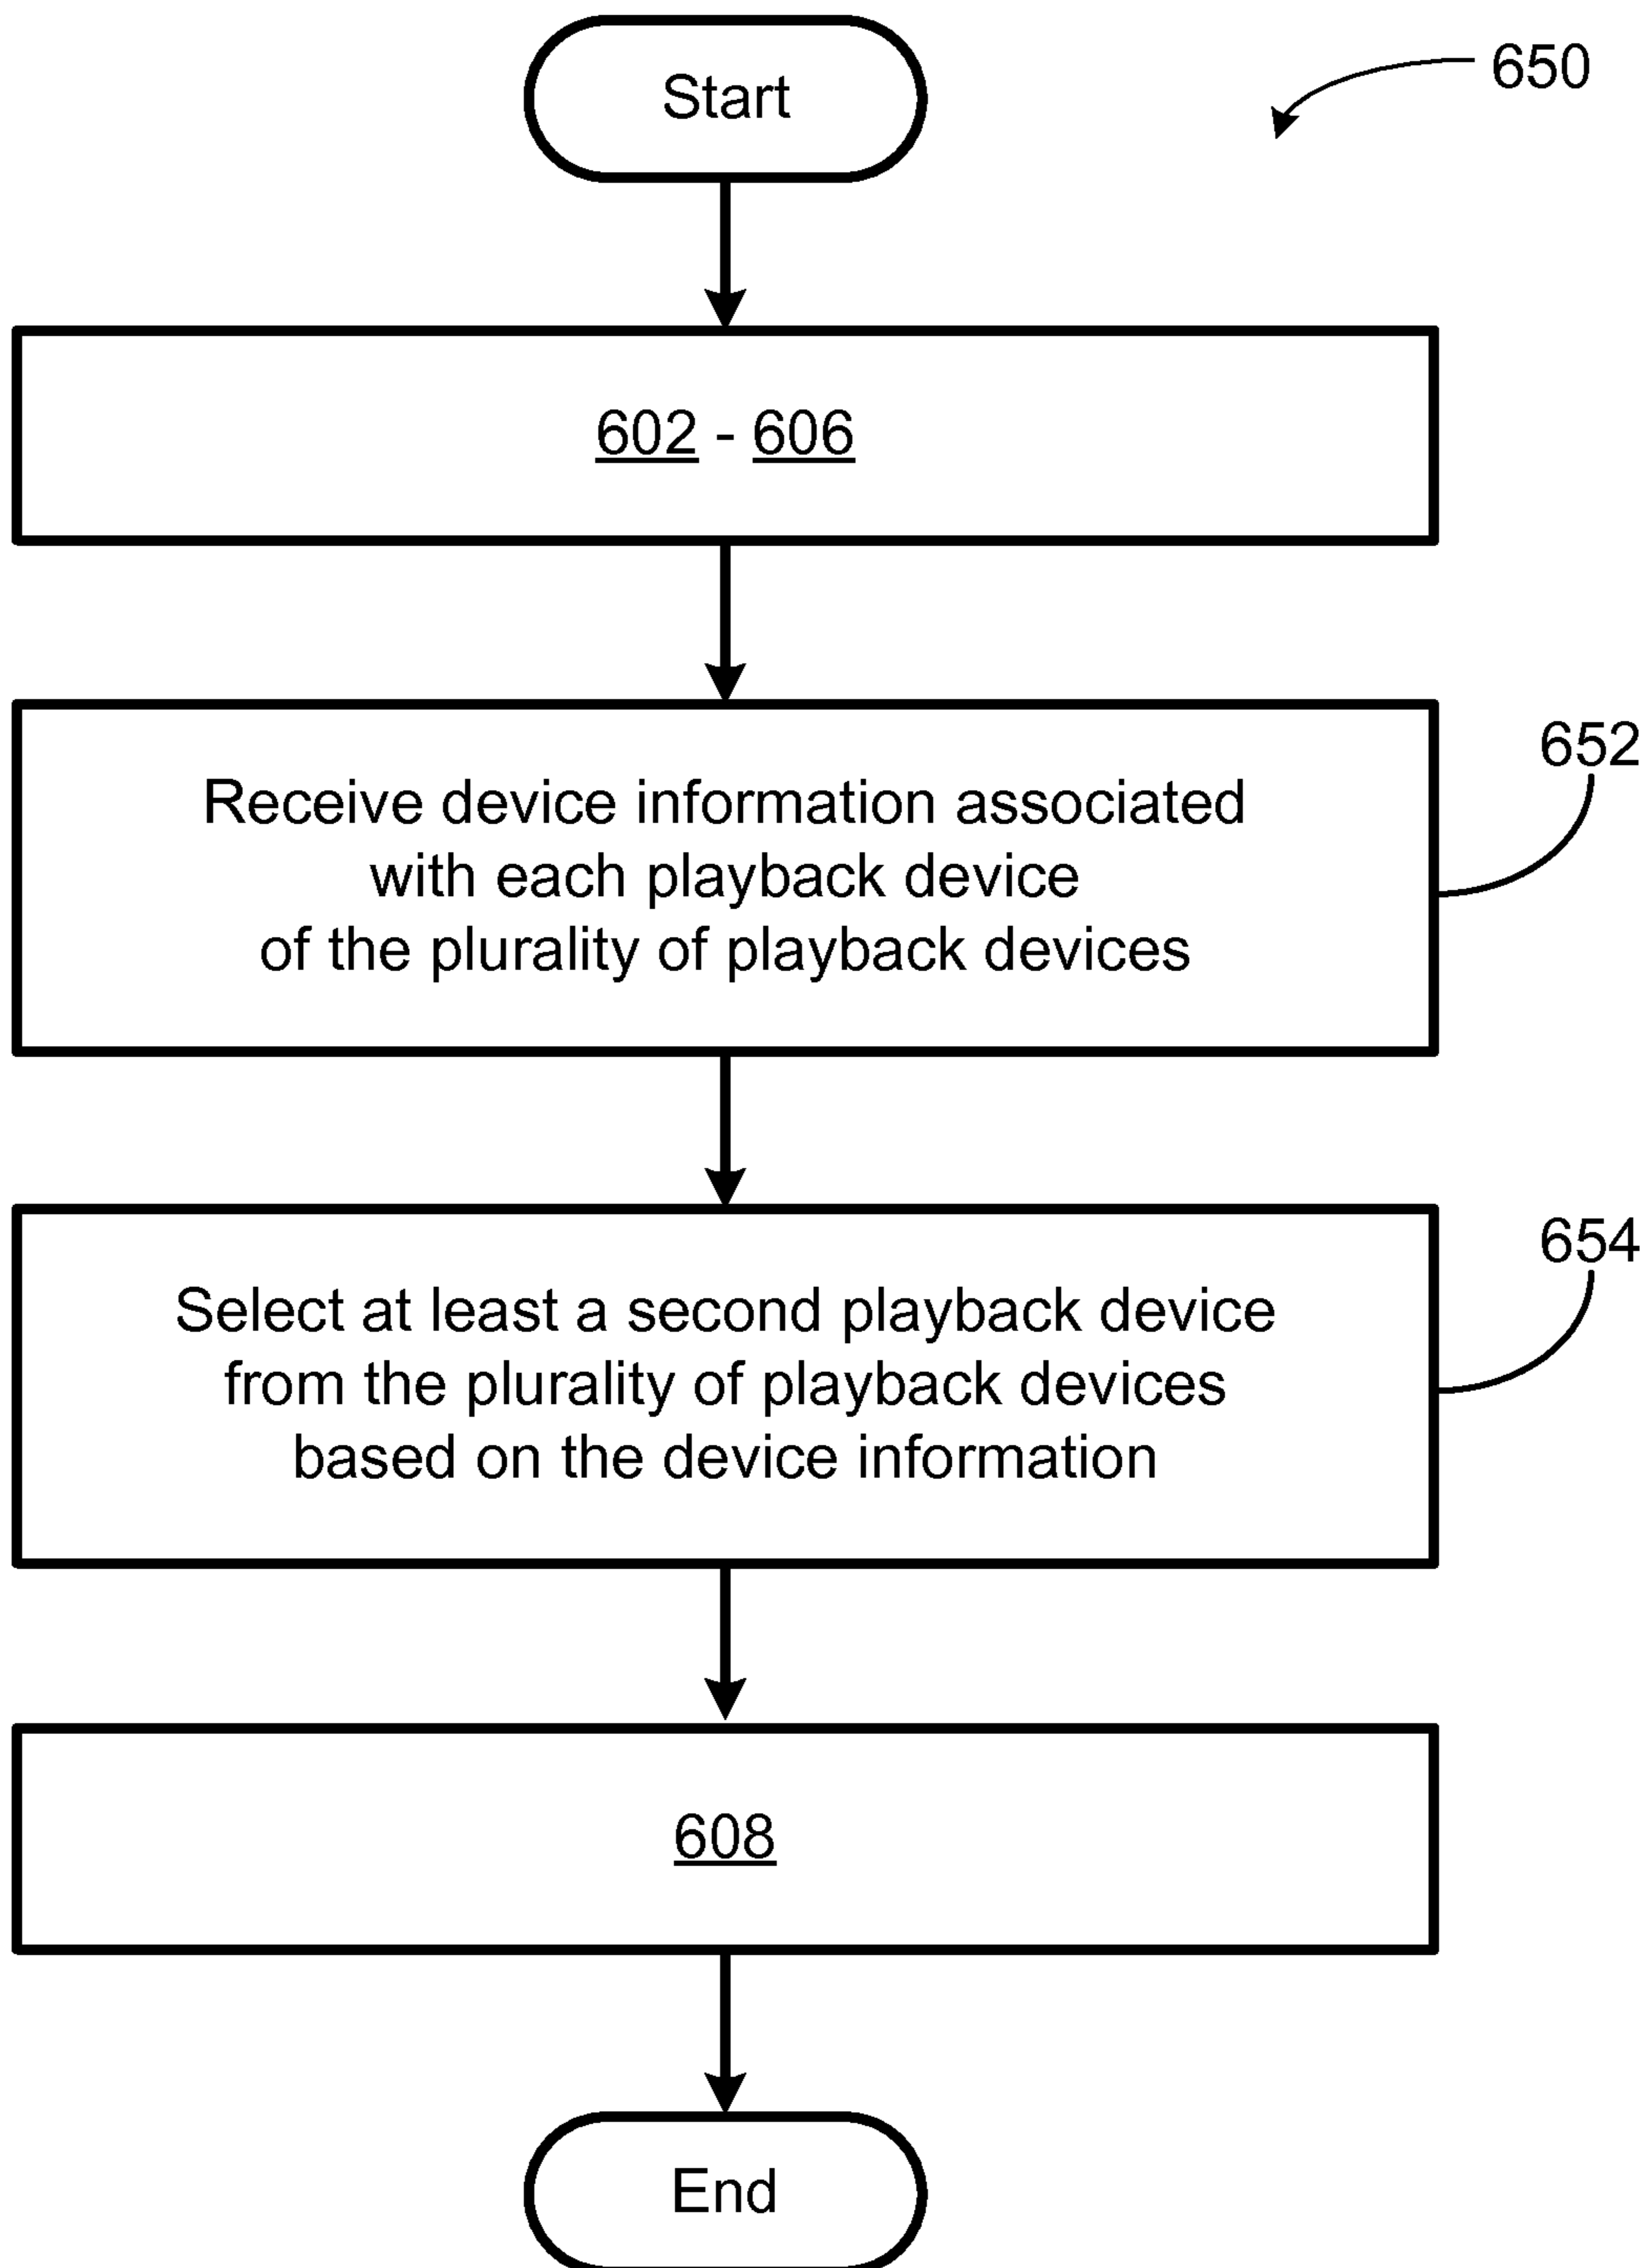 Start
650
602 - 606
652
Receive device information associated
with each playback device
of the plurality of playback devices
654
Select at least a second playback device
from the plurality of playback devices
based on the device information
608
End